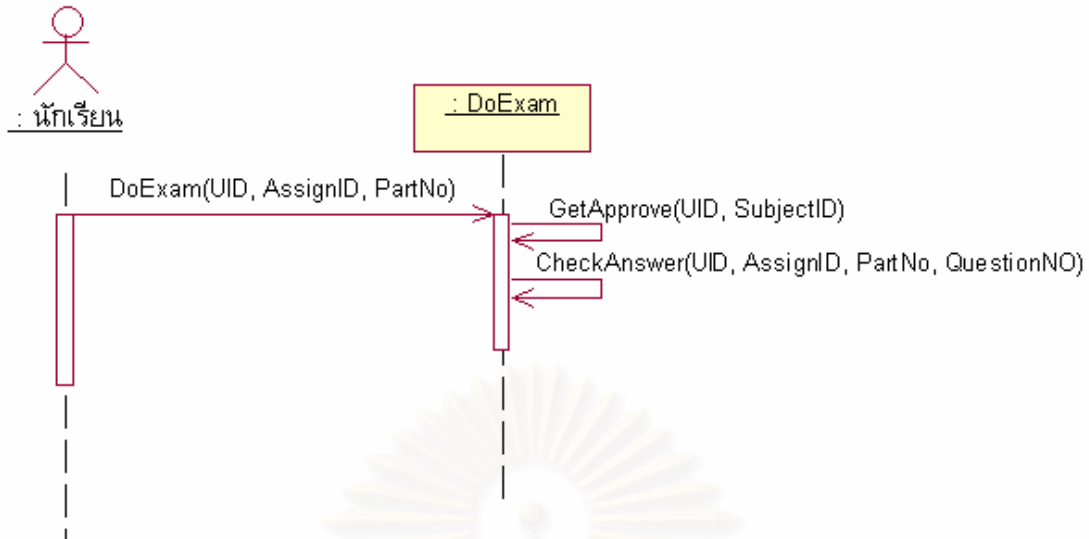 : นักเรียน
: DoExam
DoExam(UID, AssignID, PartNo)
GetApprove(UID, SubjectID)
CheckAnswer(UID, AssignID, PartNo, QuestionNO)